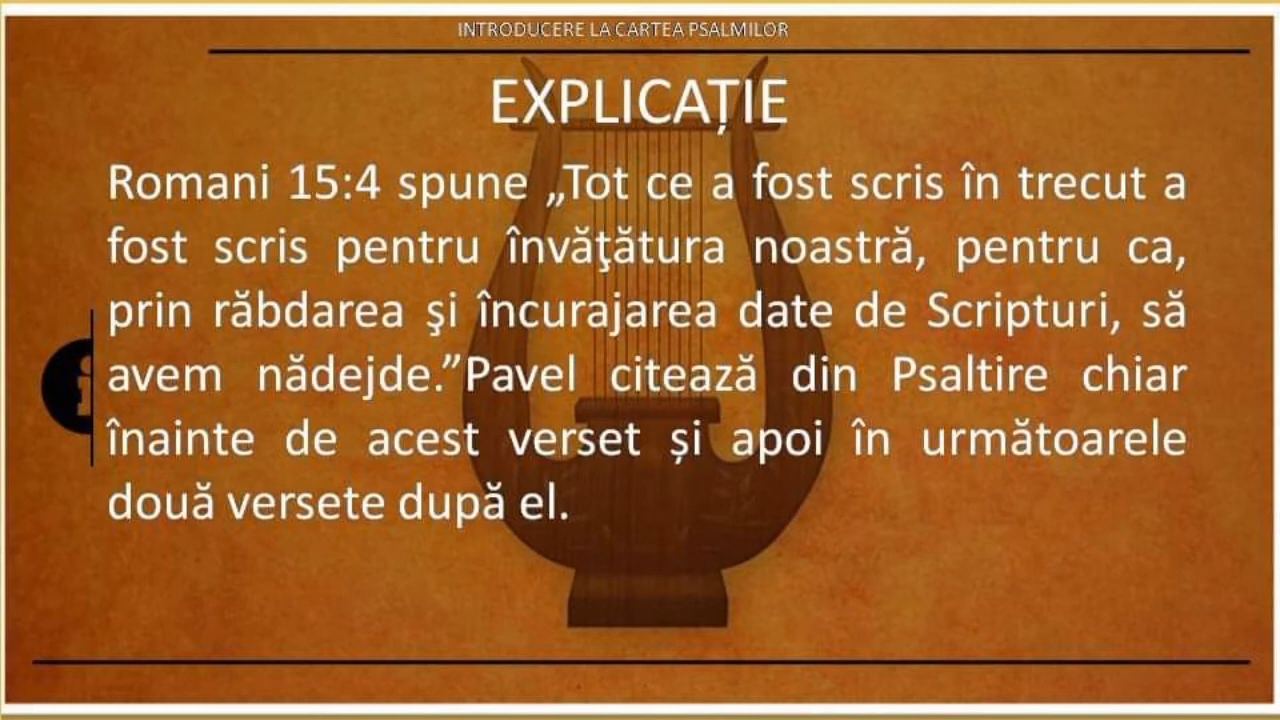 INTRODUCERE LA CARTEA PSALMILOR
EXPLICAȚIE
Romani 15:4 spune „Tot ce a fost scris în trecut a
fost scris pentru învăţătura noastră, pentru ca,
prin răbdarea şi încurajarea date de Scripturi, să
avem nădejde.”Pavel citează din Psaltire chiar
înainte de acest verset și apoi în următoarele
două versete după el.